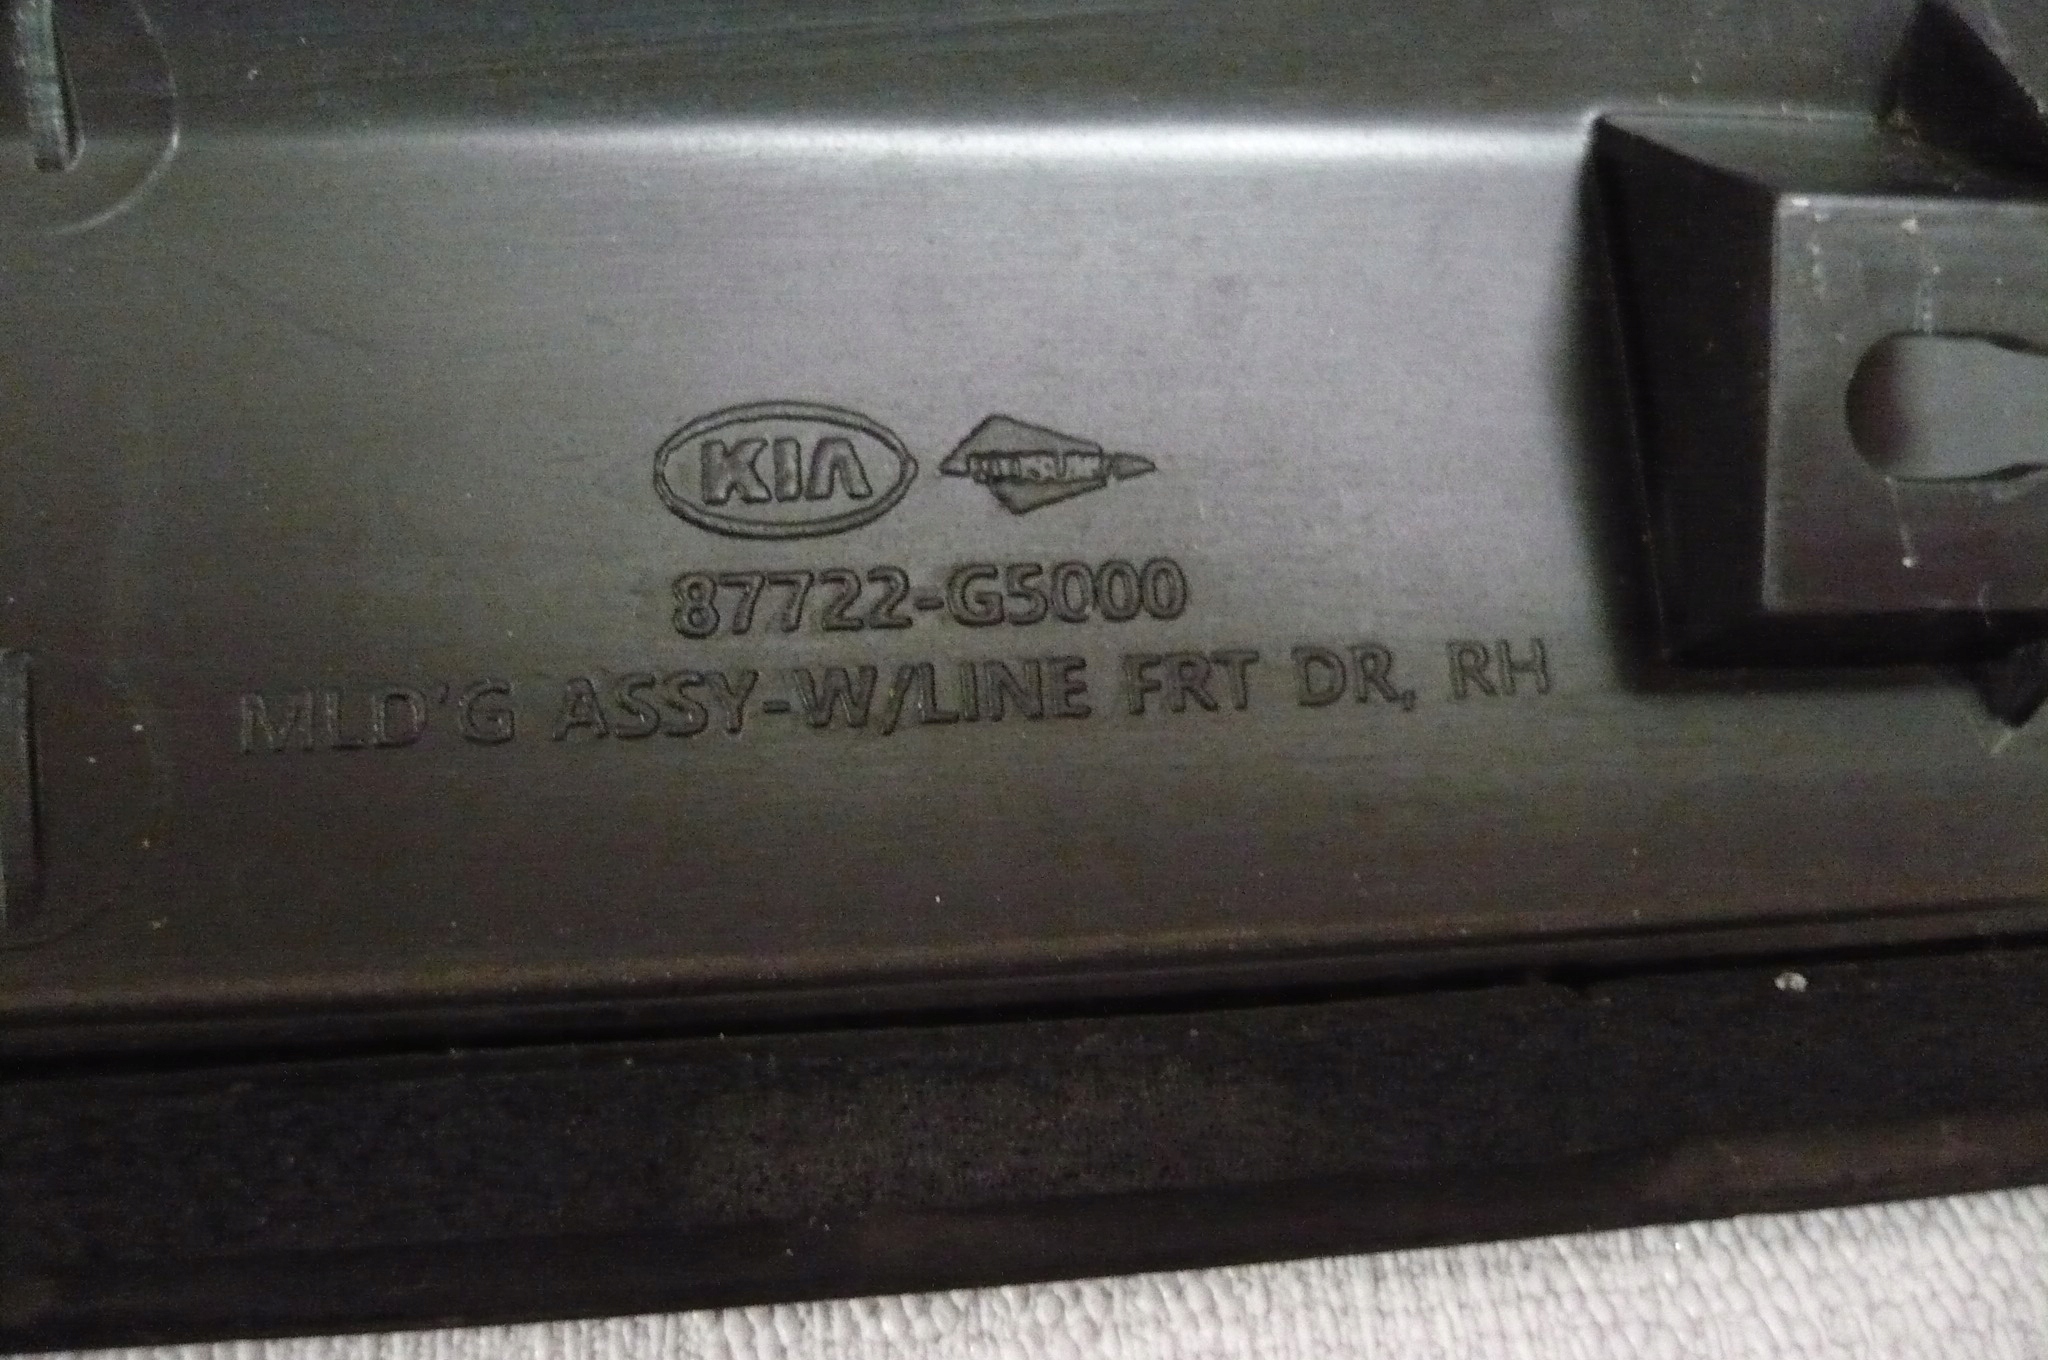 KIA
87722-G5000
MLD'G ASSY-W/LINE FRT DR, RH